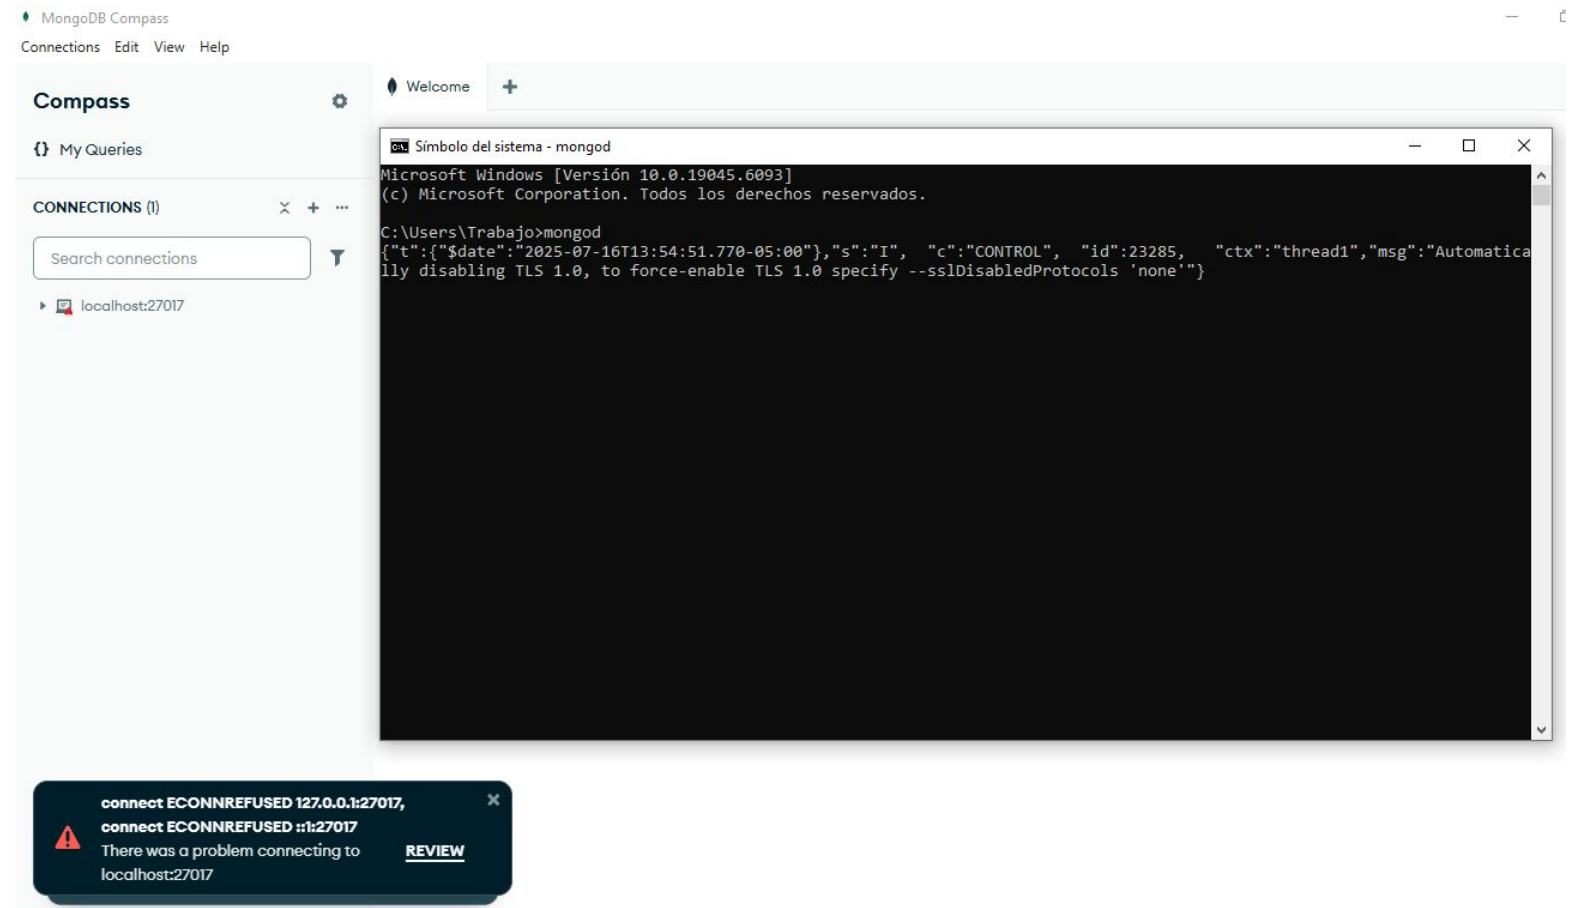 MongoDB Compass
Connections Edit View Help
Compass
Welcome
{} My Queries
CONNECTIONS (1)
Search connections
localhost:27017
Símbolo del sistema - mongod
Microsoft Windows [Versión 10.0.19045.6093]
(c) Microsoft Corporation. Todos los derechos reservados.
C:\Users\Trabajo>mongod
{"t":{"$date":"2025-07-16T13:54:51.770-05:00"},"s":"I",  "c":"CONTROL",  "id":23285,   "ctx":"thread1","msg":"Automatica
lly disabling TLS 1.0, to force-enable TLS 1.0 specify --sslDisabledProtocols 'none'"}
connect ECONNREFUSED 127.0.0.1:27017,
connect ECONNREFUSED ::1:27017
There was a problem connecting to
localhost:27017
REVIEW